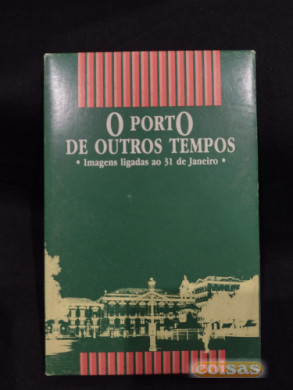 O PORTO
DE OUTROS TEMPOS
• Imagens ligadas ao 31 de Janeiro •
coisas